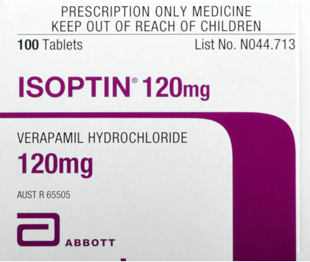 PRESCRIPTION ONLY MEDICINE
KEEP OUT OF REACH OF CHILDREN
100 Tablets List No. N044.713
ISOPTIN® 120mg
VERAPAMIL HYDROCHLORIDE
120mg
AUST R 65505
ABBOTT